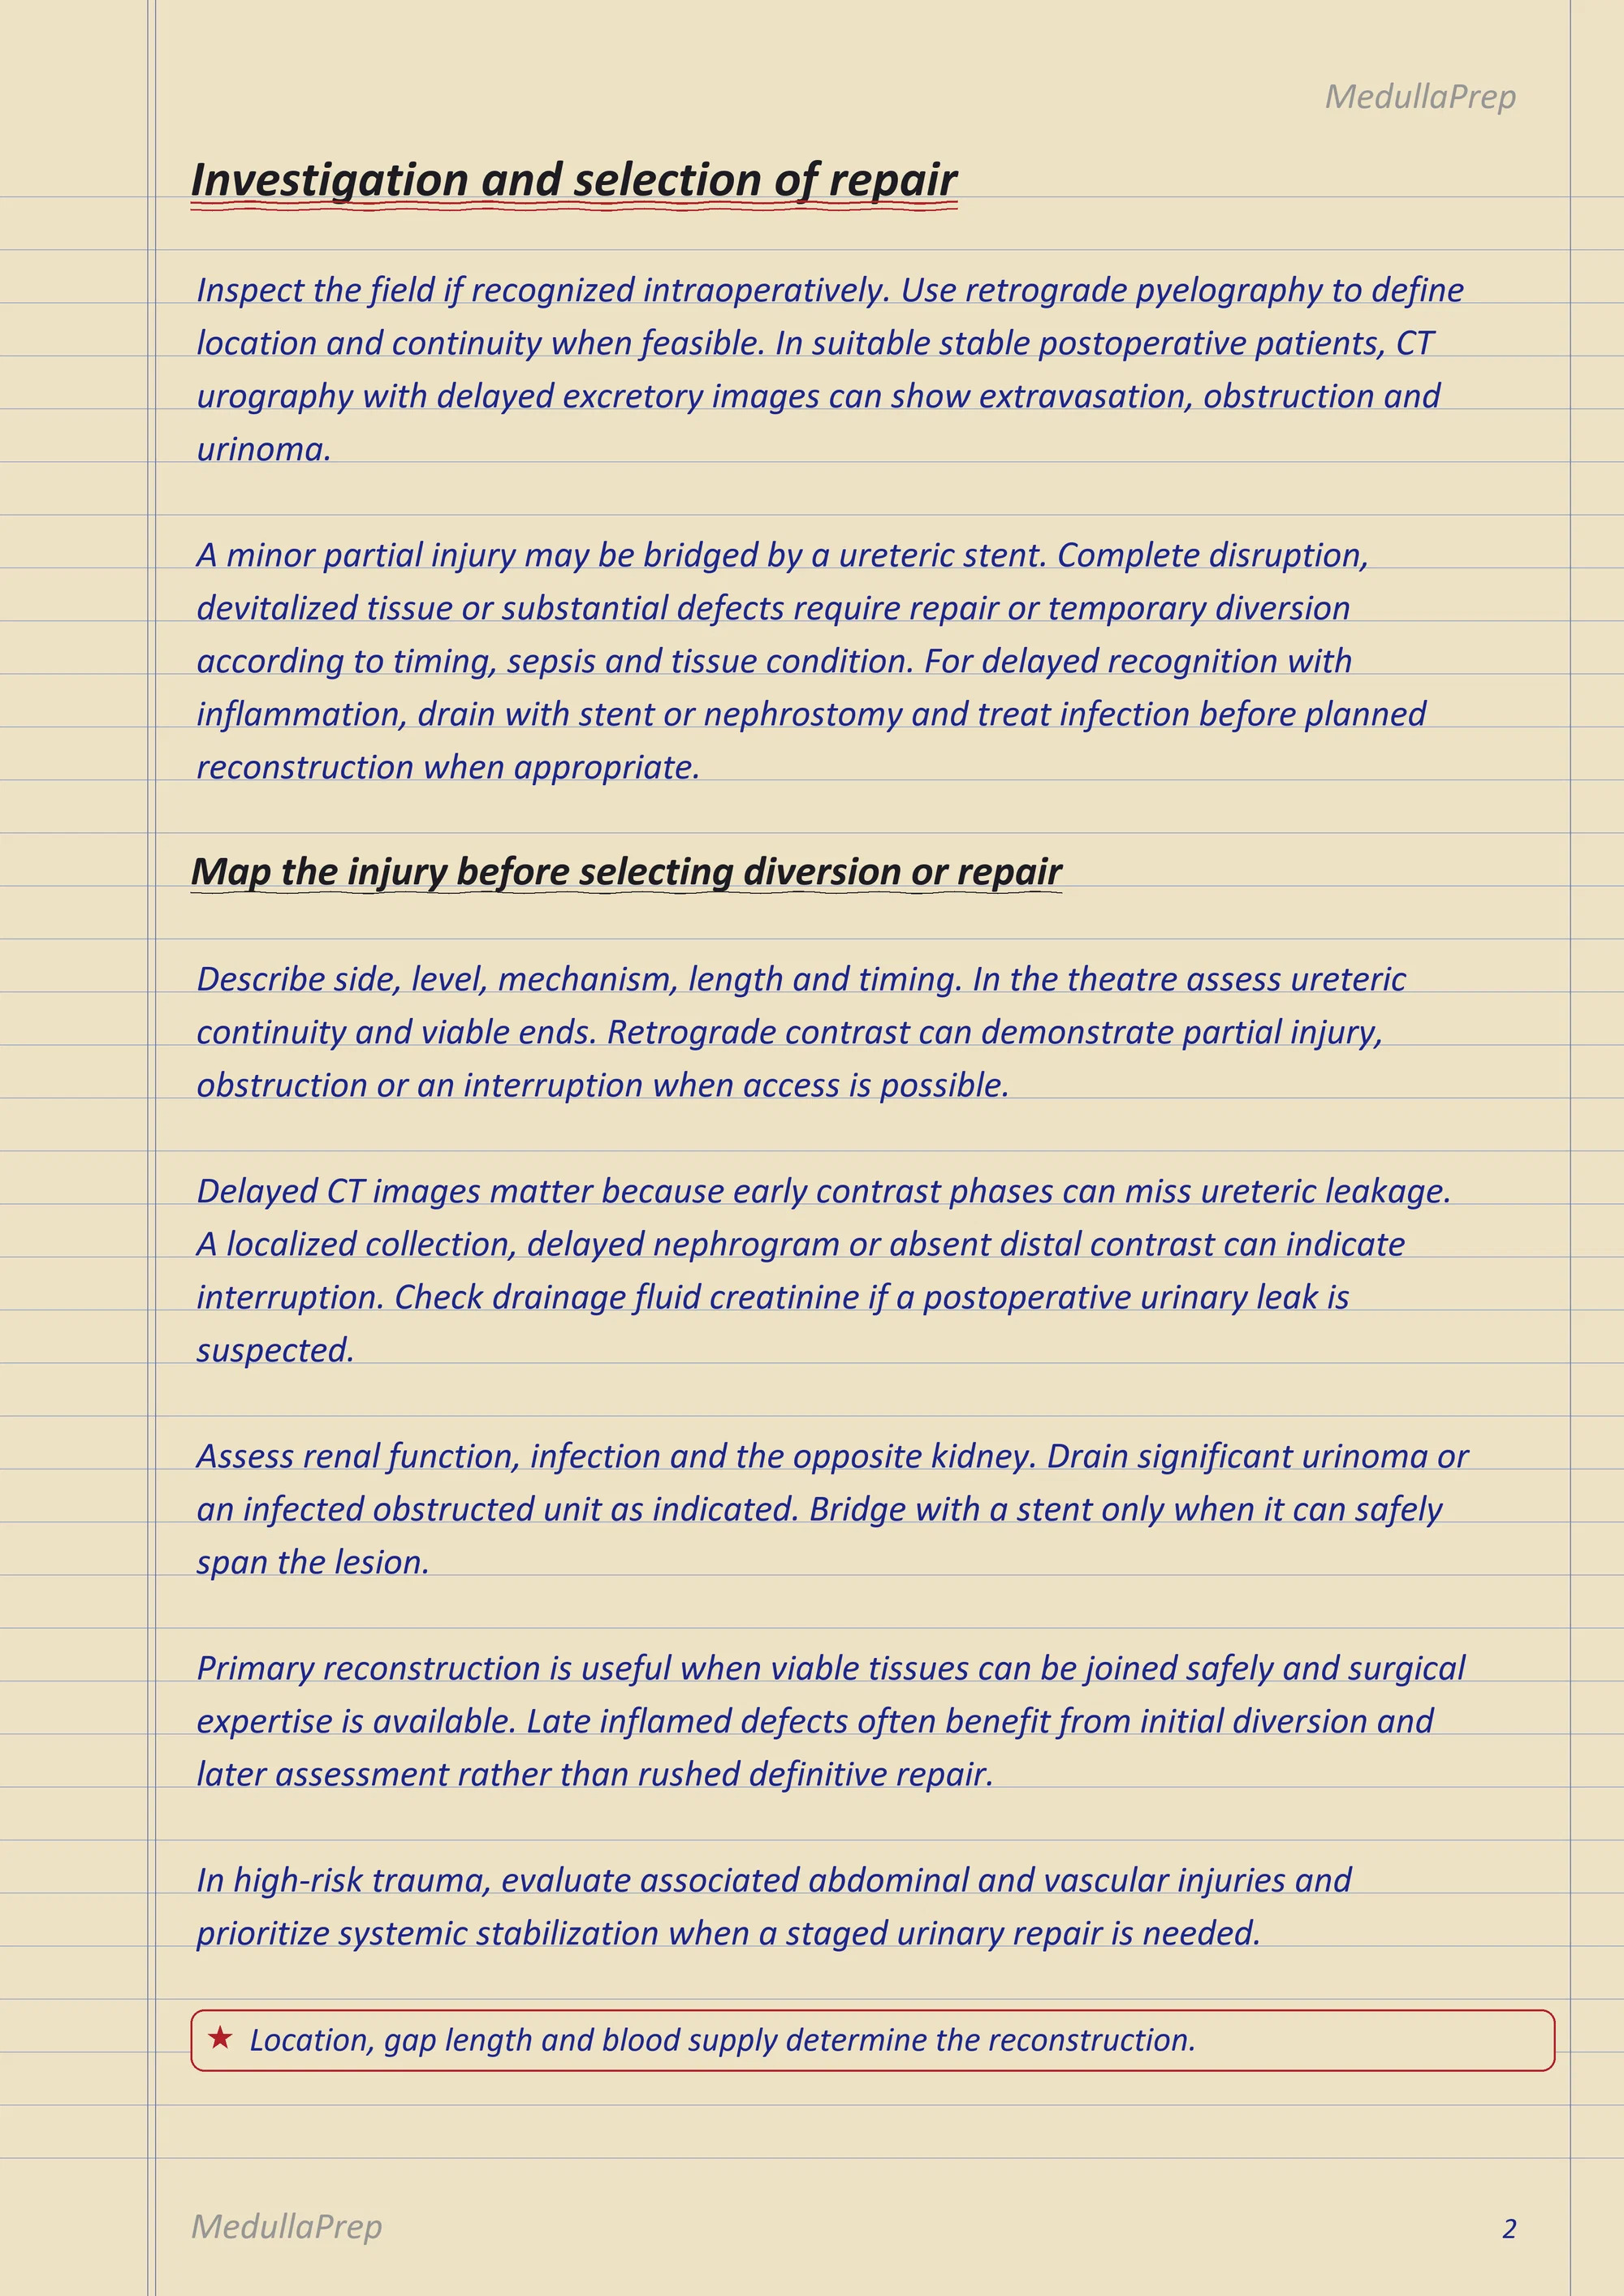 MedullaPrep
Investigation and selection of repair
Inspect the field if recognized intraoperatively. Use retrograde pyelography to define
location and continuity when feasible. In suitable stable postoperative patients, CT
urography with delayed excretory images can show extravasation, obstruction and
urinoma.
A minor partial injury may be bridged by a ureteric stent. Complete disruption,
devitalized tissue or substantial defects require repair or temporary diversion
according to timing, sepsis and tissue condition. For delayed recognition with
inflammation, drain with stent or nephrostomy and treat infection before planned
reconstruction when appropriate.
Map the injury before selecting diversion or repair
Describe side, level, mechanism, length and timing. In the theatre assess ureteric
continuity and viable ends. Retrograde contrast can demonstrate partial injury,
obstruction or an interruption when access is possible.
Delayed CT images matter because early contrast phases can miss ureteric leakage.
A localized collection, delayed nephrogram or absent distal contrast can indicate
interruption. Check drainage fluid creatinine if a postoperative urinary leak is
suspected.
Assess renal function, infection and the opposite kidney. Drain significant urinoma or
an infected obstructed unit as indicated. Bridge with a stent only when it can safely
span the lesion.
Primary reconstruction is useful when viable tissues can be joined safely and surgical
expertise is available. Late inflamed defects often benefit from initial diversion and
later assessment rather than rushed definitive repair.
In high-risk trauma, evaluate associated abdominal and vascular injuries and
prioritize systemic stabilization when a staged urinary repair is needed.
★ Location, gap length and blood supply determine the reconstruction.
MedullaPrep
2